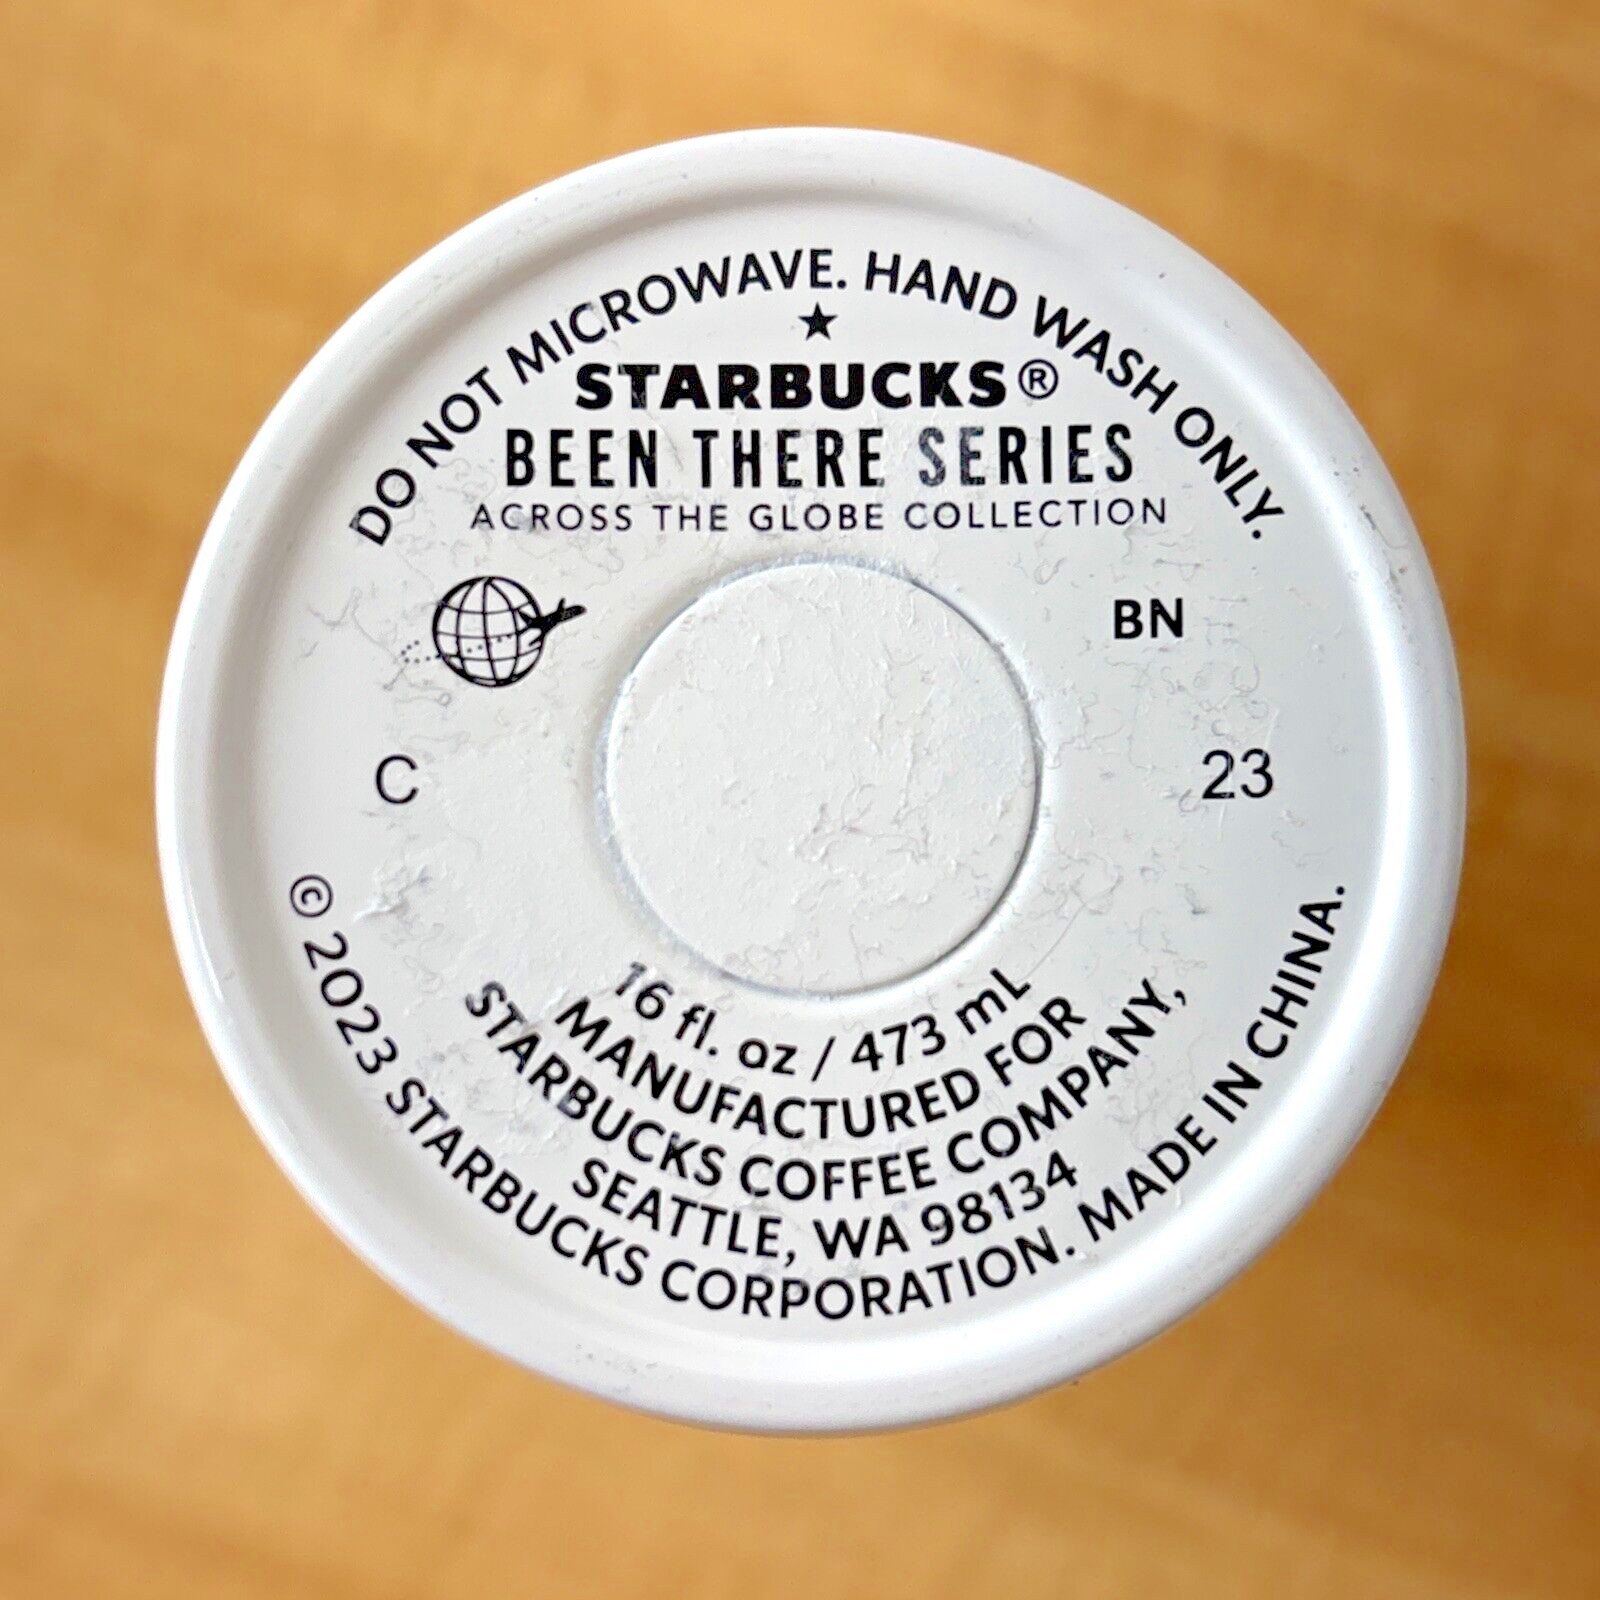 DO NOT MICROWAVE. HAND WASH ONLY.
STARBUCKS®
BEEN THERE SERIES
ACROSS THE GLOBE COLLECTION
BN
C
23
16 fl. oz / 473 mL
MANUFACTURED FOR
STARBUCKS COFFEE COMPANY,
SEATTLE, WA 98134
© 2023 STARBUCKS CORPORATION. MADE IN CHINA.